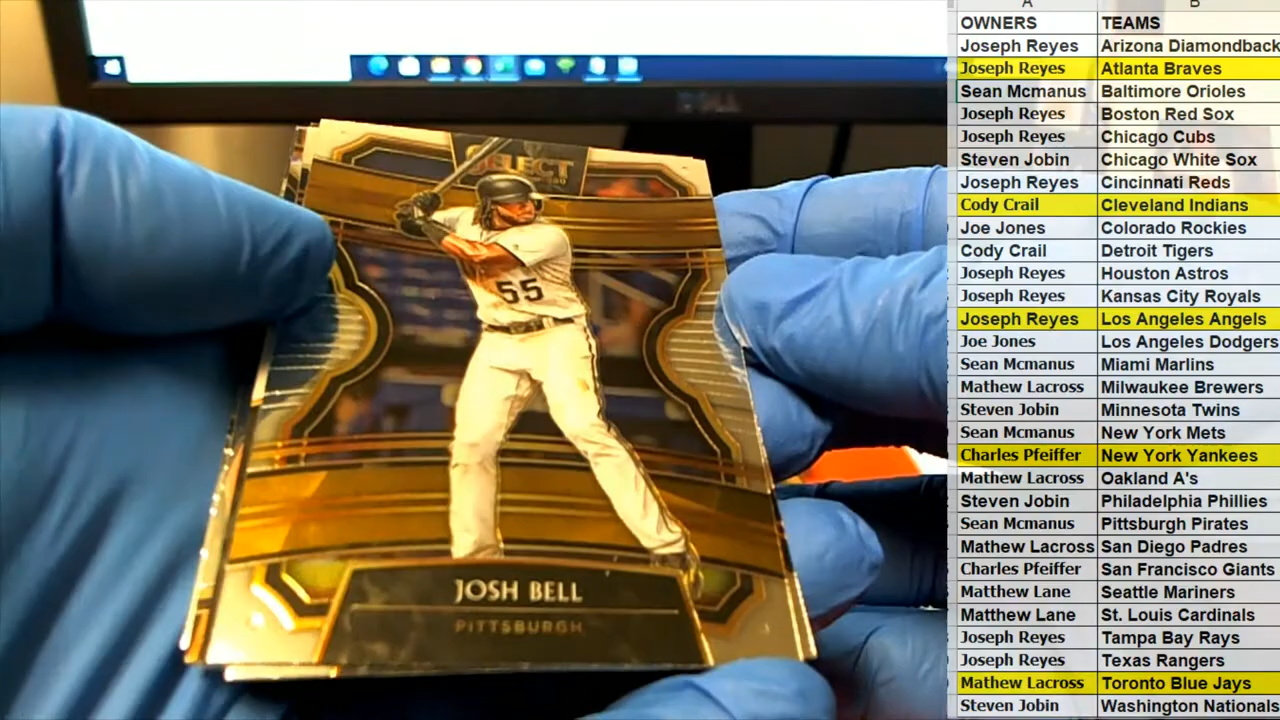 A B
OWNERS TEAMS
Joseph Reyes Arizona Diamondback
Joseph Reyes Atlanta Braves
Sean Mcmanus Baltimore Orioles
Joseph Reyes Boston Red Sox
Joseph Reyes Chicago Cubs
Steven Jobin Chicago White Sox
Joseph Reyes Cincinnati Reds
Cody Crail Cleveland Indians
Joe Jones Colorado Rockies
Cody Crail Detroit Tigers
Joseph Reyes Houston Astros
Joseph Reyes Kansas City Royals
Joseph Reyes Los Angeles Angels
Joe Jones Los Angeles Dodgers
Sean Mcmanus Miami Marlins
Mathew Lacross Milwaukee Brewers
Steven Jobin Minnesota Twins
Sean Mcmanus New York Mets
Charles Pfeiffer New York Yankees
Mathew Lacross Oakland A's
Steven Jobin Philadelphia Phillies
Sean Mcmanus Pittsburgh Pirates
Mathew Lacross San Diego Padres
Charles Pfeiffer San Francisco Giants
Matthew Lane Seattle Mariners
Matthew Lane St. Louis Cardinals
Joseph Reyes Tampa Bay Rays
Joseph Reyes Texas Rangers
Mathew Lacross Toronto Blue Jays
Steven Jobin Washington Nationals
DELL
SELECT
55
JOSH BELL
PITTSBURGH